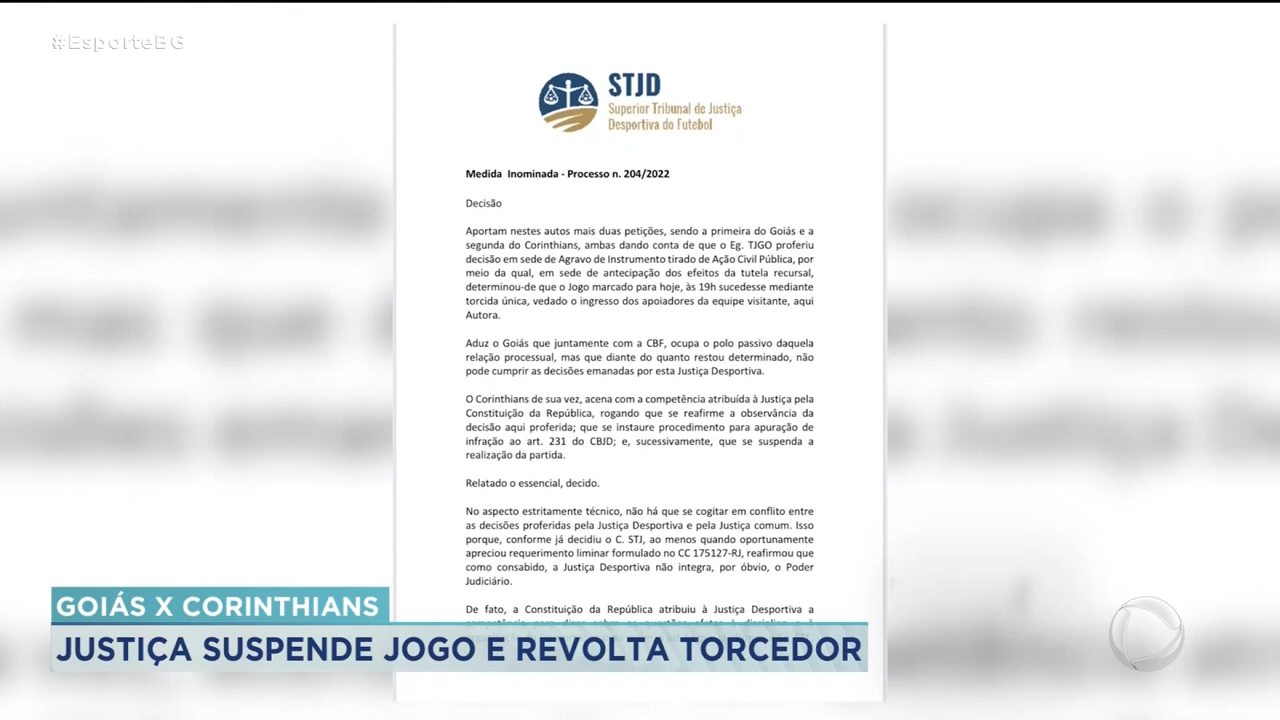 #EsporteBG
STJD
Superior Tribunal de Justiça
Desportiva do Futebol
Medida Inominada - Processo n. 204/2022
Decisão
Aportam nestes autos mais duas petições, sendo a primeira do Goiás e a
segunda do Corinthians, ambas dando conta de que o Eg. TJGO proferiu
decisão em sede de Agravo de Instrumento tirado de Ação Civil Pública, por
meio da qual, em sede de antecipação dos efeitos da tutela recursal,
determinou-de que o Jogo marcado para hoje, às 19h sucedesse mediante
torcida única, vedado o ingresso dos apoiadores da equipe visitante, aqui
Autora.
Aduz o Goiás que juntamente com a CBF, ocupa o polo passivo daquela
relação processual, mas que diante do quanto restou determinado, não
pode cumprir as decisões emanadas por esta Justiça Desportiva.
O Corinthians de sua vez, acena com a competência atribuída à Justiça pela
Constituição da República, rogando que se reafirme a observância da
decisão aqui proferida; que se instaure procedimento para apuração de
infração ao art. 231 do CBJD; e, sucessivamente, que se suspenda a
realização da partida.
Relatado o essencial, decido.
No aspecto estritamente técnico, não há que se cogitar em conflito entre
as decisões proferidas pela Justiça Desportiva e pela Justiça comum. Isso
porque, conforme já decidiu o C. STJ, ao menos quando oportunamente
apreciou requerimento liminar formulado no CC 175127-RJ, reafirmou que
como consabido, a Justiça Desportiva não integra, por óbvio, o Poder
Judiciário.
De fato, a Constituição da República atribuiu à Justiça Desportiva a
GOIÁS X CORINTHIANS
JUSTIÇA SUSPENDE JOGO E REVOLTA TORCEDOR